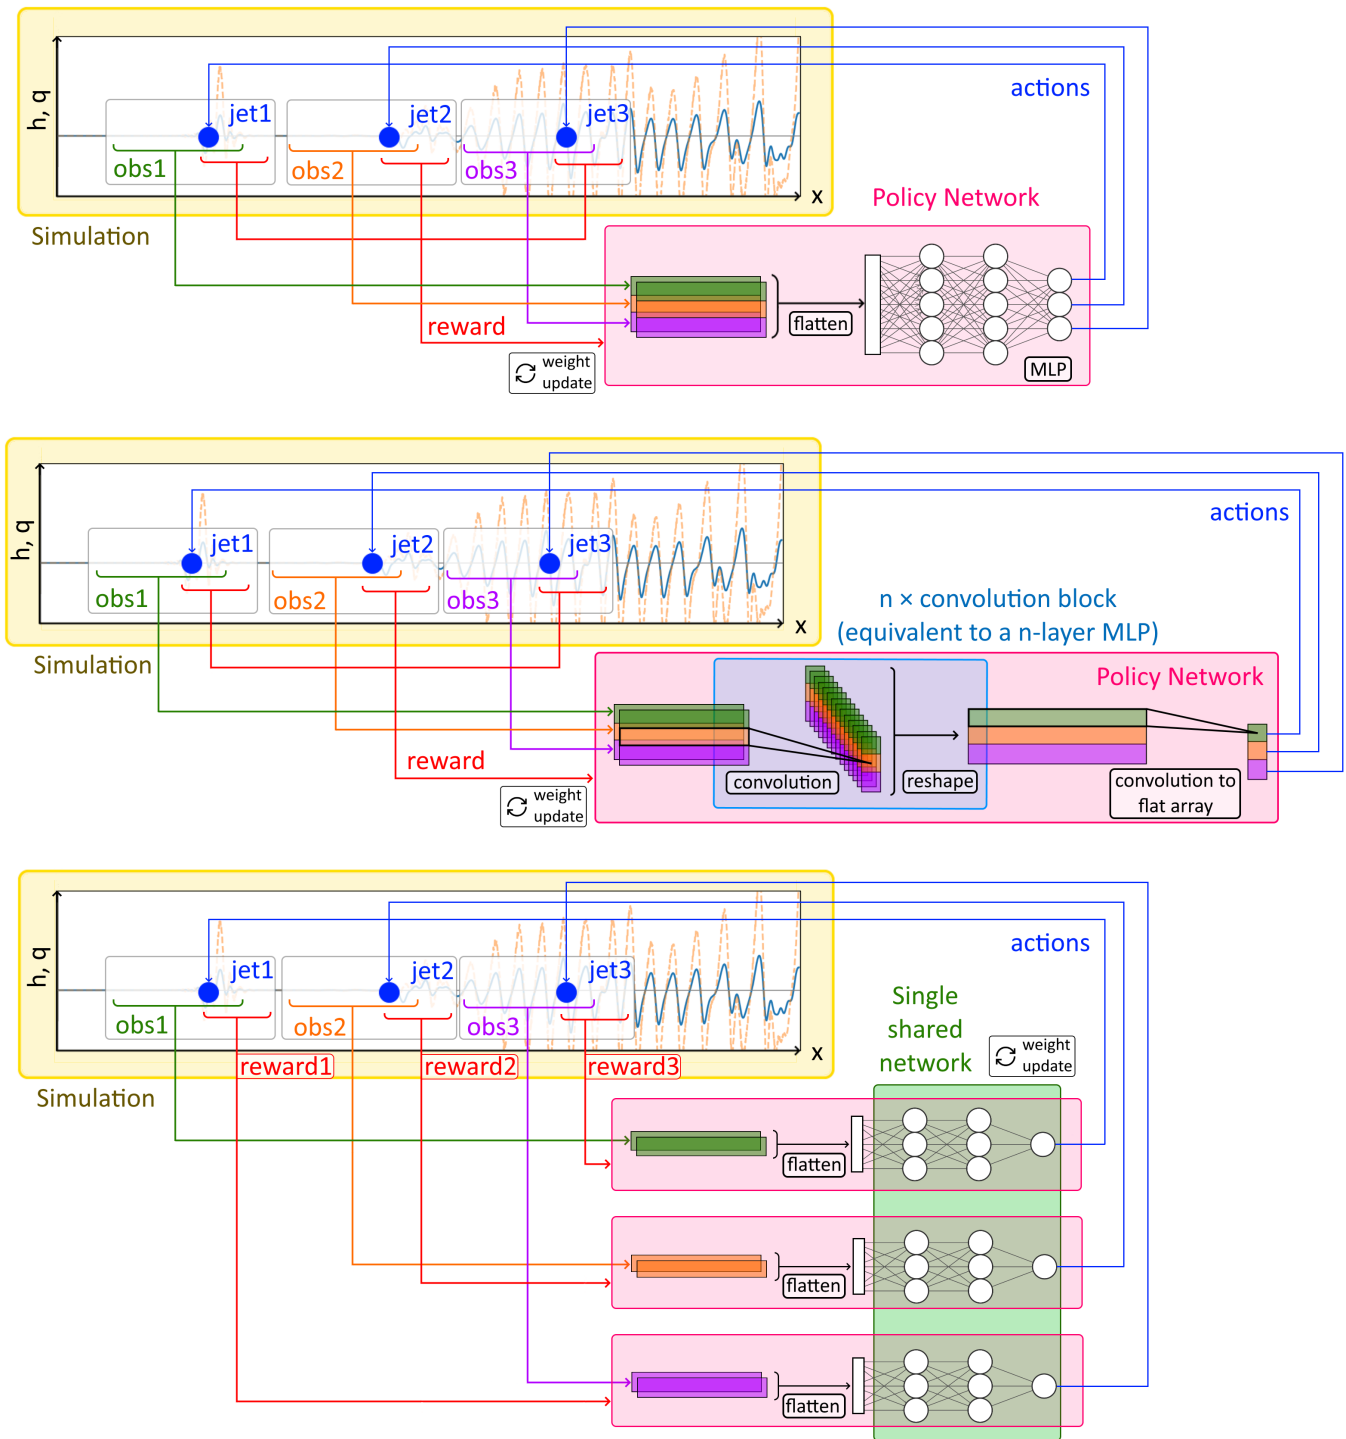 h, q
jet1
jet2
jet3
obs1
obs2
obs3
x
actions
Simulation
Policy Network
reward
weight
update
flatten
MLP
h, q
jet1
jet2
jet3
obs1
obs2
obs3
x
actions
Simulation
n × convolution block
(equivalent to a n-layer MLP)
Policy Network
reward
weight
update
convolution
reshape
convolution to
flat array
h, q
jet1
jet2
jet3
obs1
obs2
obs3
x
actions
reward1
reward2
reward3
Simulation
Single
shared
network
weight
update
flatten
flatten
flatten